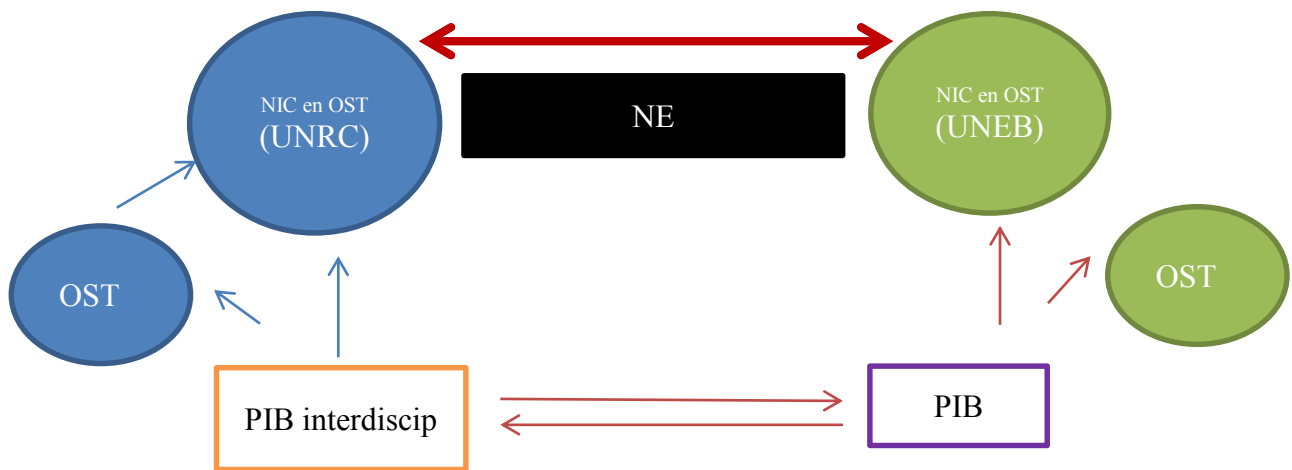 NIC en OST
(UNRC)
NE
NIC en OST
(UNEB)
OST
OST
PIB interdiscip
PIB